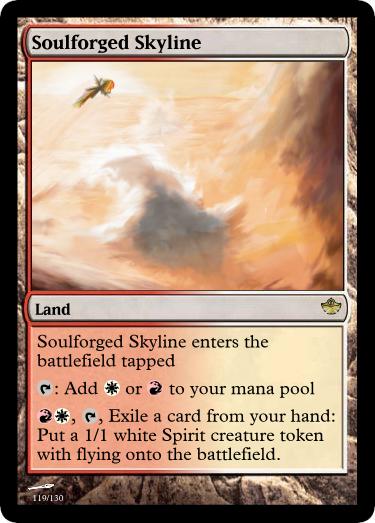 Soulforged Skyline
Land
Soulforged Skyline enters the
battlefield tapped
: Add or to your mana pool
, , Exile a card from your hand:
Put a 1/1 white Spirit creature token
with flying onto the battlefield.
119/130